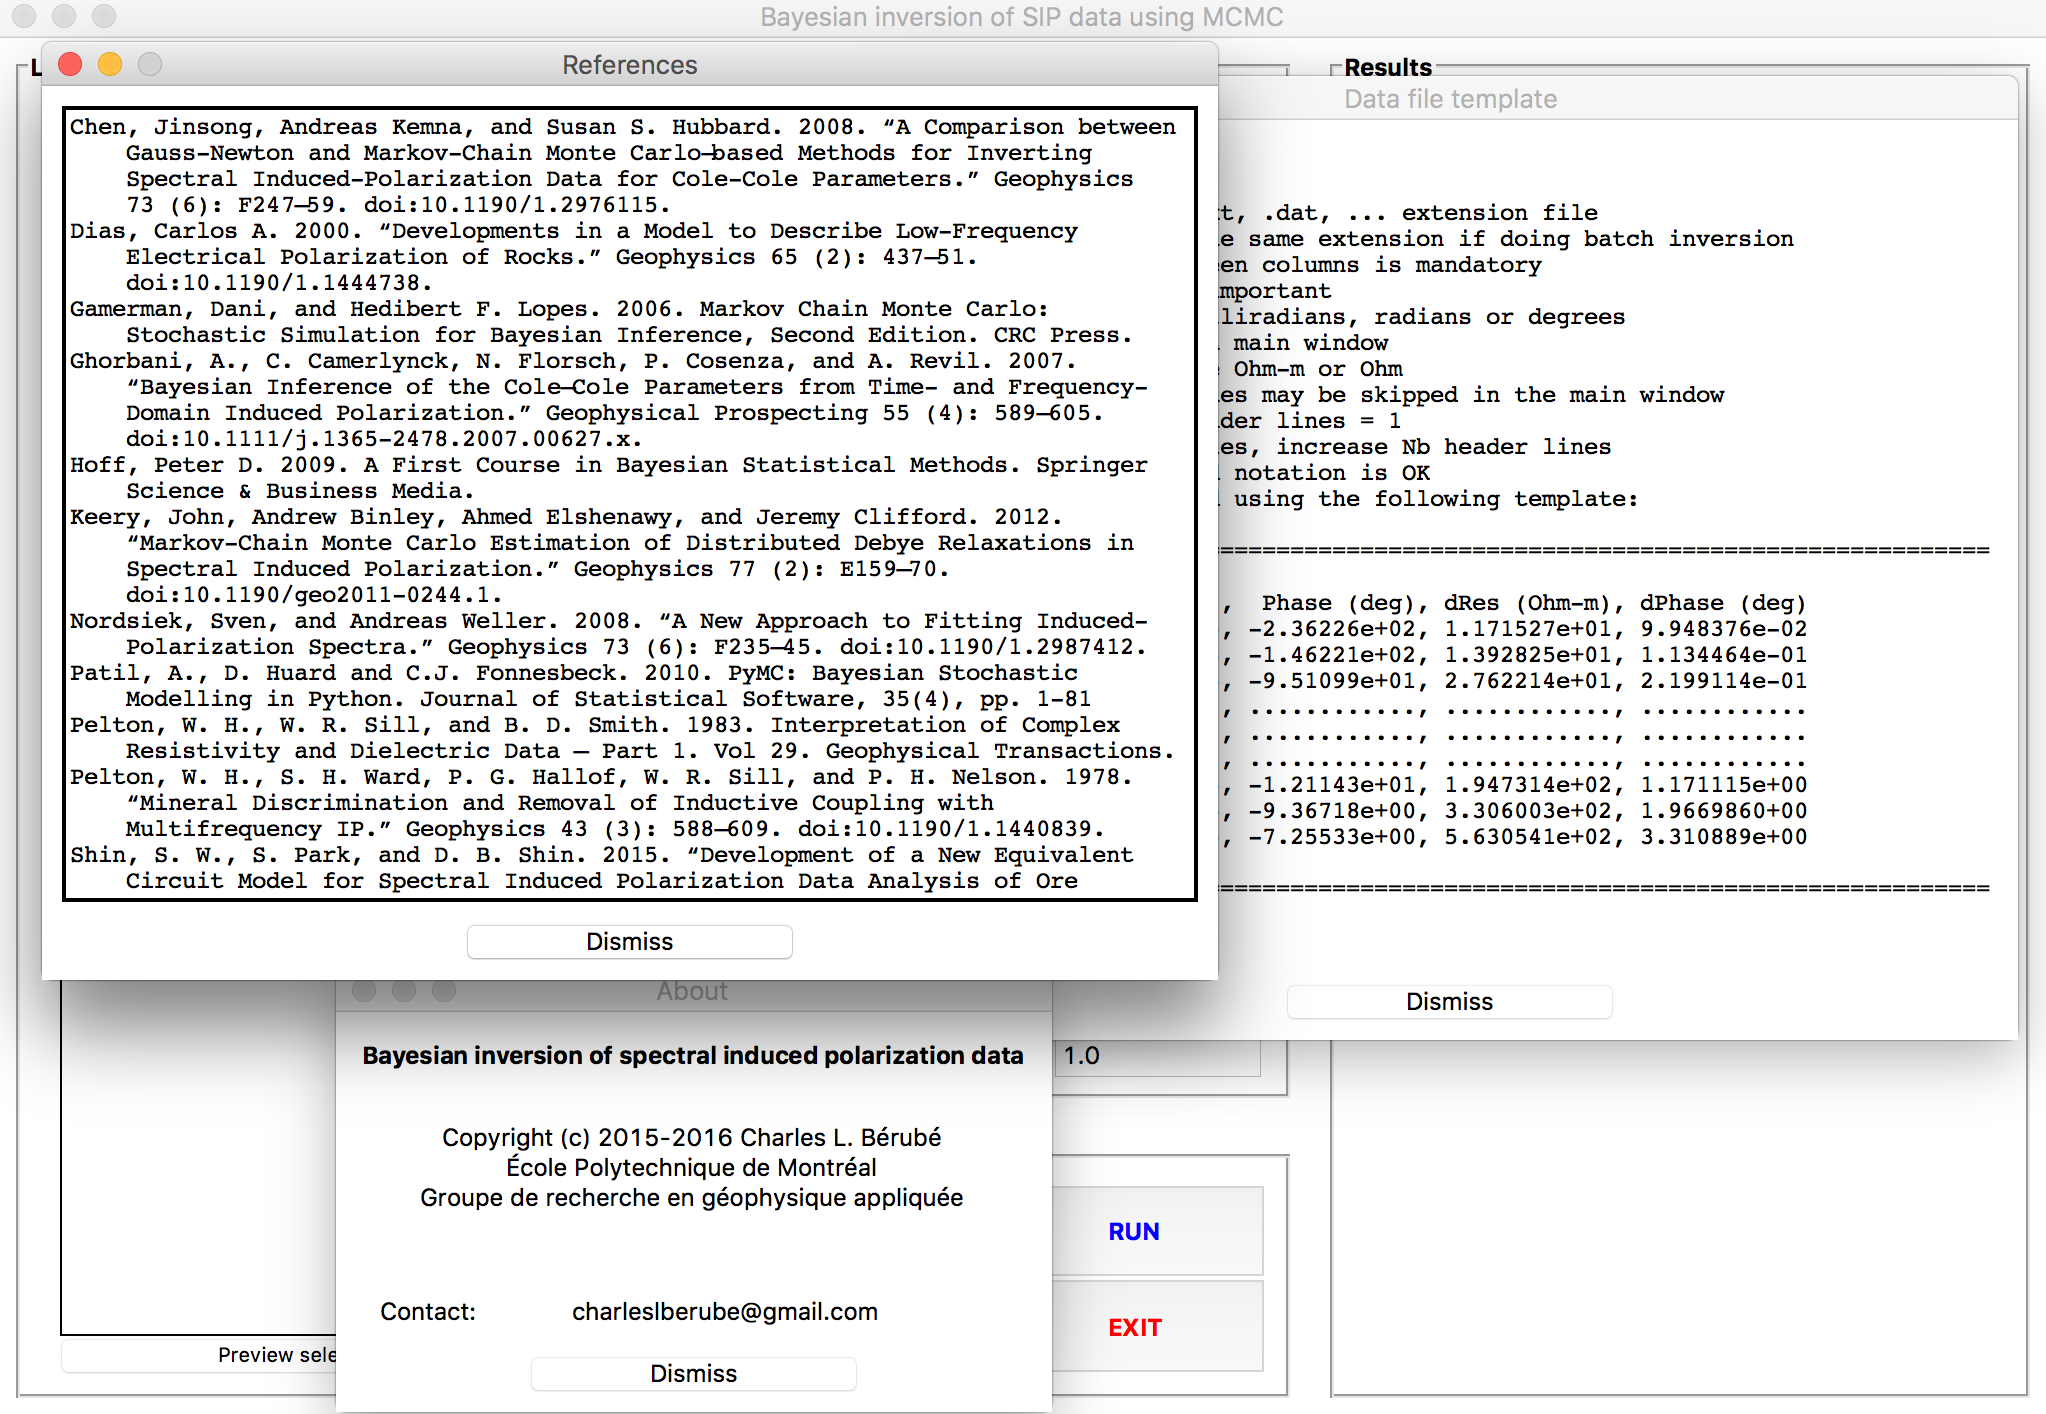 Bayesian inversion of SIP data using MCMC
References
Chen, Jinsong, Andreas Kemna, and Susan S. Hubbard. 2008. “A Comparison between
Gauss-Newton and Markov-Chain Monte Carlo–based Methods for Inverting
Spectral Induced-Polarization Data for Cole-Cole Parameters.” Geophysics
73 (6): F247–59. doi:10.1190/1.2976115.
Dias, Carlos A. 2000. “Developments in a Model to Describe Low-Frequency
Electrical Polarization of Rocks.” Geophysics 65 (2): 437–51.
doi:10.1190/1.1444738.
Gamerman, Dani, and Hedibert F. Lopes. 2006. Markov Chain Monte Carlo:
Stochastic Simulation for Bayesian Inference, Second Edition. CRC Press.
Ghorbani, A., C. Camerlynck, N. Florsch, P. Cosenza, and A. Revil. 2007.
“Bayesian Inference of the Cole–Cole Parameters from Time- and Frequency-
Domain Induced Polarization.” Geophysical Prospecting 55 (4): 589–605.
doi:10.1111/j.1365-2478.2007.00627.x.
Hoff, Peter D. 2009. A First Course in Bayesian Statistical Methods. Springer
Science & Business Media.
Keery, John, Andrew Binley, Ahmed Elshenawy, and Jeremy Clifford. 2012.
“Markov-Chain Monte Carlo Estimation of Distributed Debye Relaxations in
Spectral Induced Polarization.” Geophysics 77 (2): E159–70.
doi:10.1190/geo2011-0244.1.
Nordsiek, Sven, and Andreas Weller. 2008. “A New Approach to Fitting Induced-
Polarization Spectra.” Geophysics 73 (6): F235–45. doi:10.1190/1.2987412.
Patil, A., D. Huard and C.J. Fonnesbeck. 2010. PyMC: Bayesian Stochastic
Modelling in Python. Journal of Statistical Software, 35(4), pp. 1-81
Pelton, W. H., W. R. Sill, and B. D. Smith. 1983. Interpretation of Complex
Resistivity and Dielectric Data — Part 1. Vol 29. Geophysical Transactions.
Pelton, W. H., S. H. Ward, P. G. Hallof, W. R. Sill, and P. H. Nelson. 1978.
“Mineral Discrimination and Removal of Inductive Coupling with
Multifrequency IP.” Geophysics 43 (3): 588–609. doi:10.1190/1.1440839.
Shin, S. W., S. Park, and D. B. Shin. 2015. “Development of a New Equivalent
Circuit Model for Spectral Induced Polarization Data Analysis of Ore
Dismiss
Results
Data file template
, .dat, ... extension file
same extension if doing batch inversion
columns is mandatory
radians or degrees
main window
Ohm-m or Ohm
may be skipped in the main window
lines = 1
increase Nb header lines
notation is OK
using the following template:
=======================================================
, Phase (deg), dRes (Ohm-m), dPhase (deg)
, -2.36226e+02, 1.171527e+01, 9.948376e-02
, -1.46221e+02, 1.392825e+01, 1.134464e-01
, -9.51099e+01, 2.762214e+01, 2.199114e-01
, ............, ............, ............
, ............, ............, ............
, ............, ............, ............
, -1.21143e+01, 1.947314e+02, 1.171115e+00
, -9.36718e+00, 3.306003e+02, 1.9669860+00
, -7.25533e+00, 5.630541e+02, 3.310889e+00
=======================================================
Dismiss
About
Bayesian inversion of spectral induced polarization data
Copyright (c) 2015-2016 Charles L. Bérubé
École Polytechnique de Montréal
Groupe de recherche en géophysique appliquée
Contact: charleslberube@gmail.com
Dismiss
1.0
RUN
EXIT
Preview